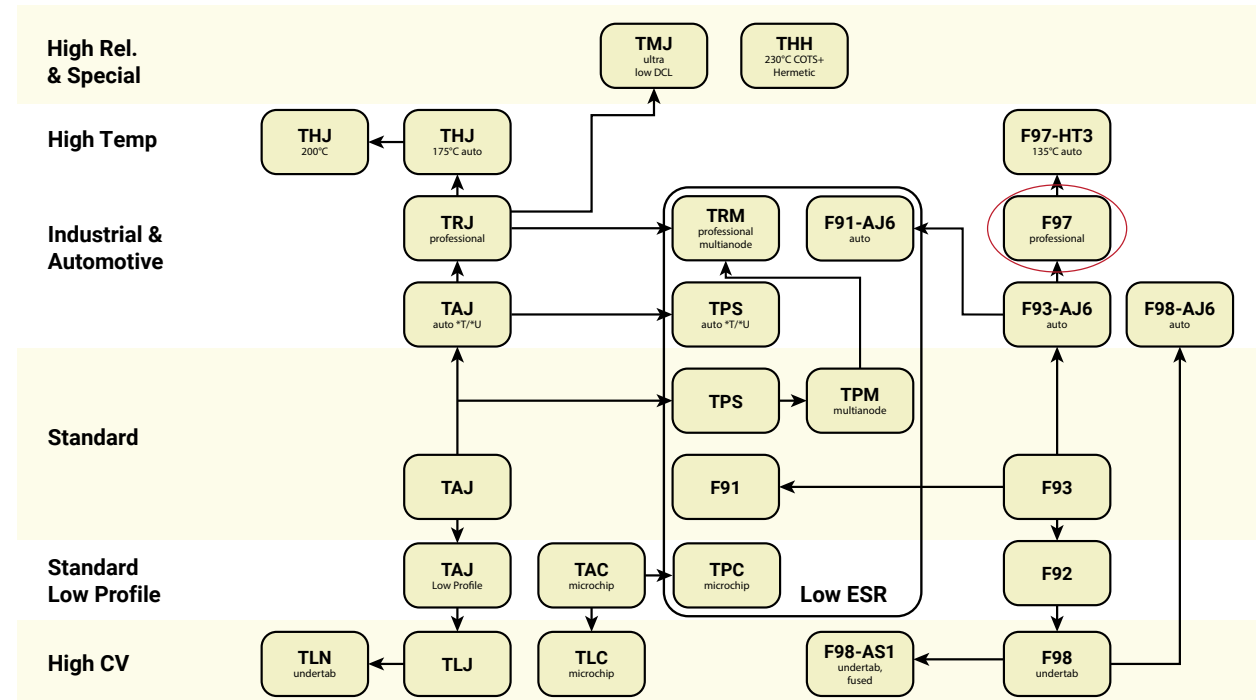 High Rel.
& Special
TMJ
ultra
low DCL
THH
230°C COTS+
Hermetic
High Temp
THJ
200°C
THJ
175°C auto
F97-HT3
135°C auto
Industrial &
Automotive
TRJ
professional
TRM
professional
multianode
F91-AJ6
auto
F97
professional
TAJ
auto *T/*U
TPS
auto *T/*U
F93-AJ6
auto
F98-AJ6
auto
Standard
TPS
TPM
multianode
TAJ
F91
F93
Standard
Low Profile
TAJ
Low Profile
TAC
microchip
TPC
microchip
Low ESR
F92
High CV
TLN
undertab
TLJ
TLC
microchip
F98-AS1
undertab,
fused
F98
undertab